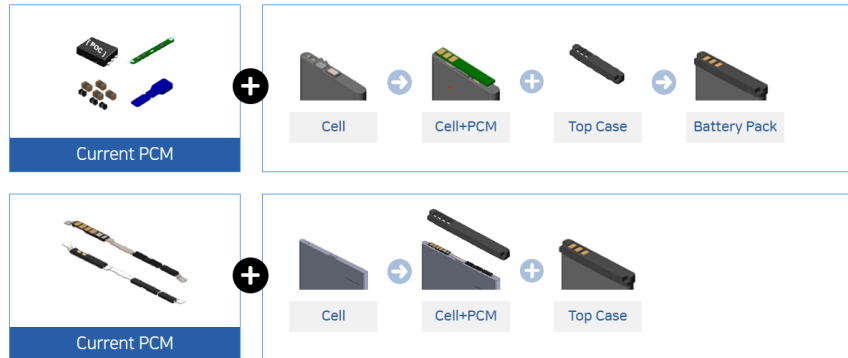 POC
Current PCM
Cell
Cell+PCM
Top Case
Battery Pack
Current PCM
Cell
Cell+PCM
Top Case